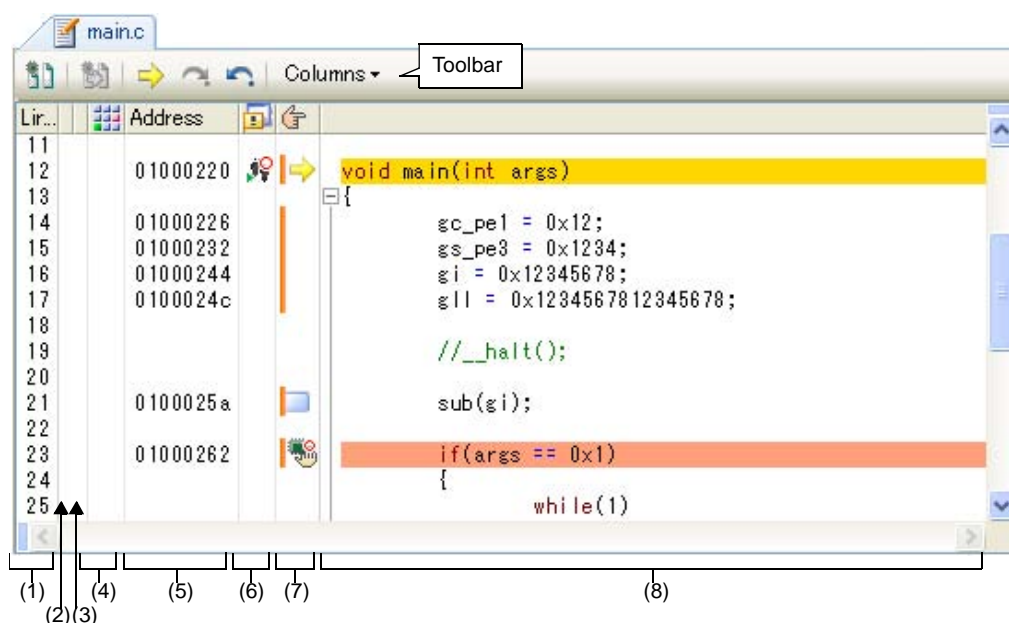 main.c
Columns
Toolbar
Lir... Address
11
12 01000220 void main(int args)
13 {
14 01000226 gc_pe1 = 0x12;
15 01000232 gs_pe3 = 0x1234;
16 01000244 gi = 0x12345678;
17 0100024c gll = 0x1234567812345678;
18
19 //__halt();
20
21 0100025a sub(gi);
22
23 01000262 if(args == 0x1)
24 {
25 while(1)
(1) (4) (5) (6) (7) (8)
(2) (3)